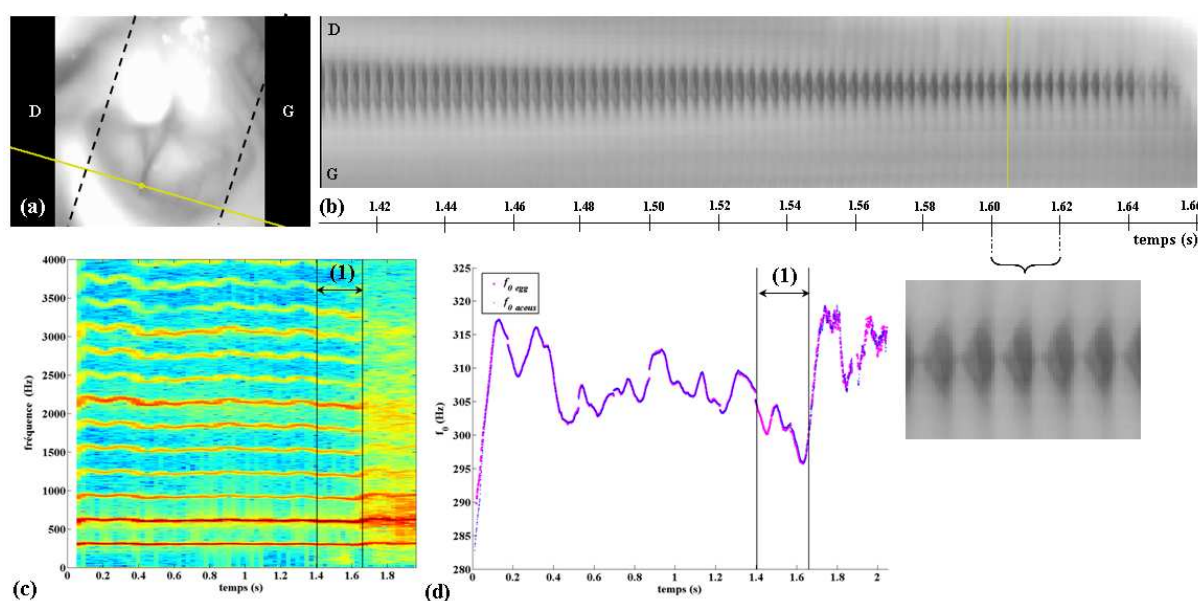 D
G
(a)
D
G
(b)
1.42 1.44 1.46 1.48 1.50 1.52 1.54 1.56 1.58 1.60 1.62 1.64 1.66
temps (s)
(1)
4000
3500
3000
2500
2000
1500
1000
500
0
fréquence (Hz)
0 0.2 0.4 0.6 0.8 1 1.2 1.4 1.6 1.8
temps (s)
(c)
f0 egg
f0 acous
(1)
325
320
315
310
305
300
295
290
285
280
f0 (Hz)
0 0.2 0.4 0.6 0.8 1 1.2 1.4 1.6 1.8 2
temps (s)
(d)